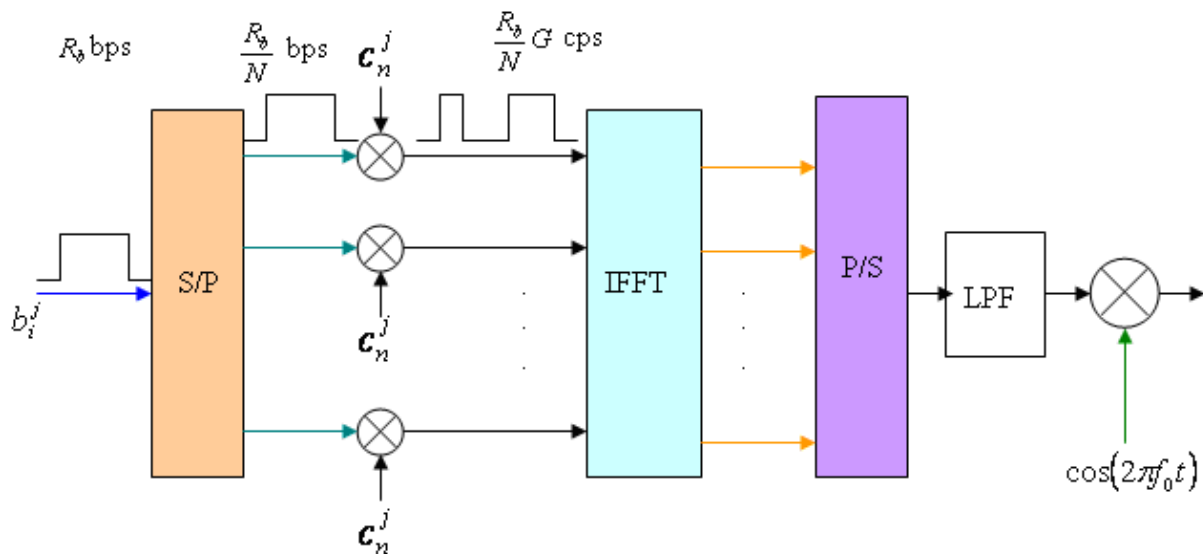 R_b bps
R_b/N bps
c_n^j
R_b/N G cps
S/P
b_i^j
c_n^j
c_n^j
IFFT
P/S
LPF
cos(2πf_0t)